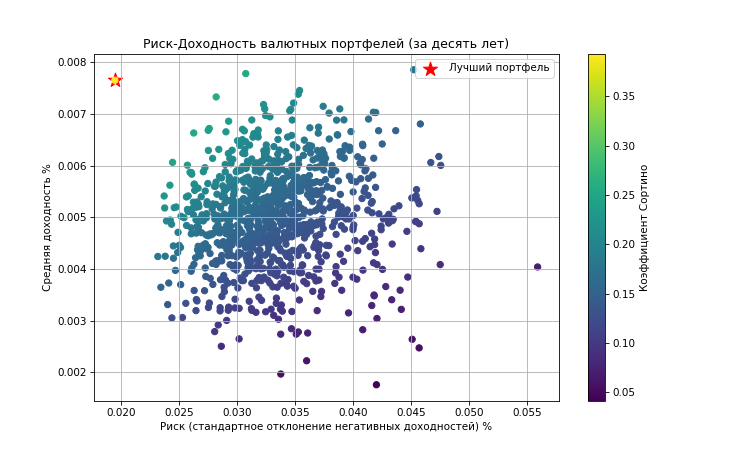 Риск-Доходность валютных портфелей (за десять лет)
Лучший портфель
0.008
0.007
0.006
0.005
0.004
0.003
0.002
Средняя доходность %
0.020 0.025 0.030 0.035 0.040 0.045 0.050 0.055
Риск (стандартное отклонение негативных доходностей) %
0.35
0.30
0.25
0.20
0.15
0.10
0.05
Коэффициент Сортино